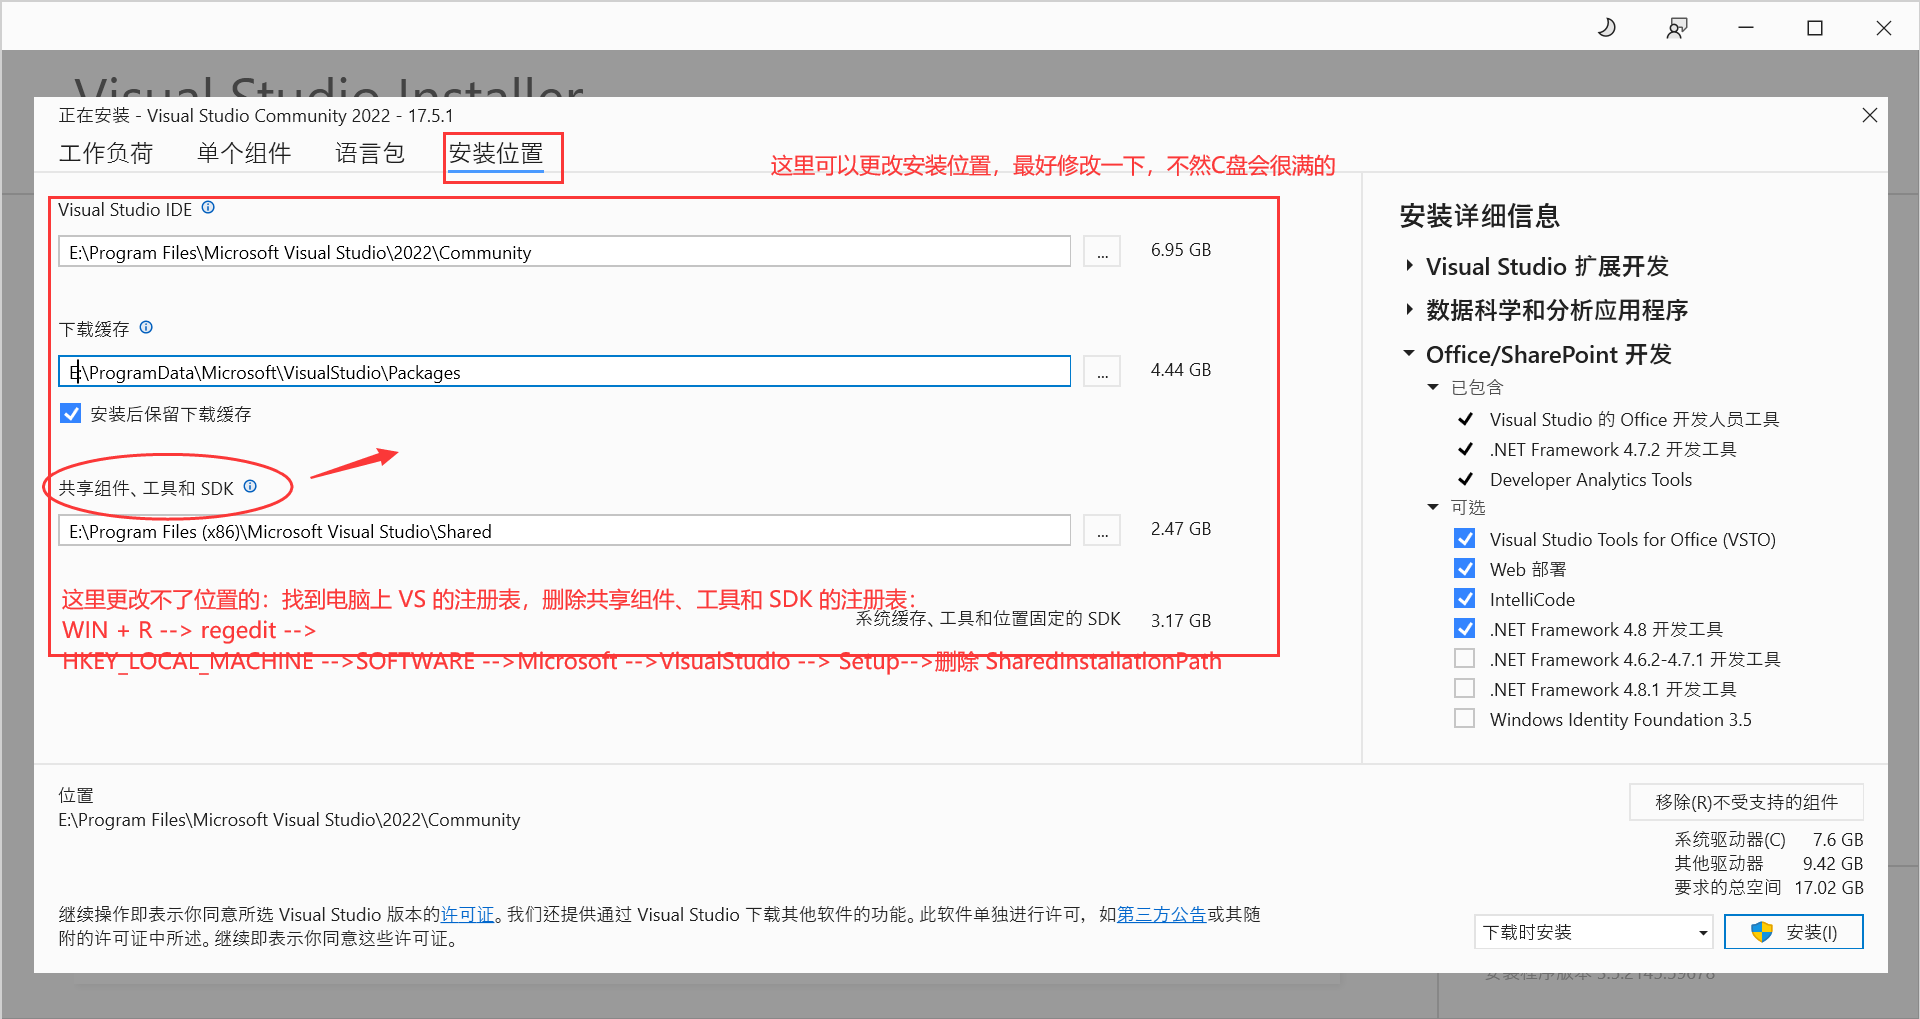 Visual Studio Installer
正在安装 - Visual Studio Community 2022 - 17.5.1
工作负荷
单个组件
语言包
安装位置
这里可以更改安装位置，最好修改一下，不然C盘会很满的
Visual Studio IDE
E:\Program Files\Microsoft Visual Studio\2022\Community
...
6.95 GB
下载缓存
E:\ProgramData\Microsoft\VisualStudio\Packages
...
4.44 GB
安装后保留下载缓存
共享组件、工具和 SDK
E:\Program Files (x86)\Microsoft Visual Studio\Shared
...
2.47 GB
这里更改不了位置的：找到电脑上 VS 的注册表，删除共享组件、工具和 SDK 的注册表：
系统缓存、工具和位置固定的 SDK
3.17 GB
WIN + R --> regedit -->
HKEY_LOCAL_MACHINE -->SOFTWARE -->Microsoft -->VisualStudio --> Setup-->删除 SharedInstallationPath
安装详细信息
Visual Studio 扩展开发
数据科学和分析应用程序
Office/SharePoint 开发
已包含
Visual Studio 的 Office 开发人员工具
.NET Framework 4.7.2 开发工具
Developer Analytics Tools
可选
Visual Studio Tools for Office (VSTO)
Web 部署
IntelliCode
.NET Framework 4.8 开发工具
.NET Framework 4.6.2-4.7.1 开发工具
.NET Framework 4.8.1 开发工具
Windows Identity Foundation 3.5
位置
E:\Program Files\Microsoft Visual Studio\2022\Community
移除(R)不受支持的组件
系统驱动器(C) 7.6 GB
其他驱动器 9.42 GB
要求的总空间 17.02 GB
继续操作即表示你同意所选 Visual Studio 版本的许可证。我们还提供通过 Visual Studio 下载其他软件的功能。此软件单独进行许可，如第三方公告或其随
附的许可证中所述。继续即表示你同意这些许可证。
下载时安装
安装(I)
安装程序版本 3.5.2145.59078